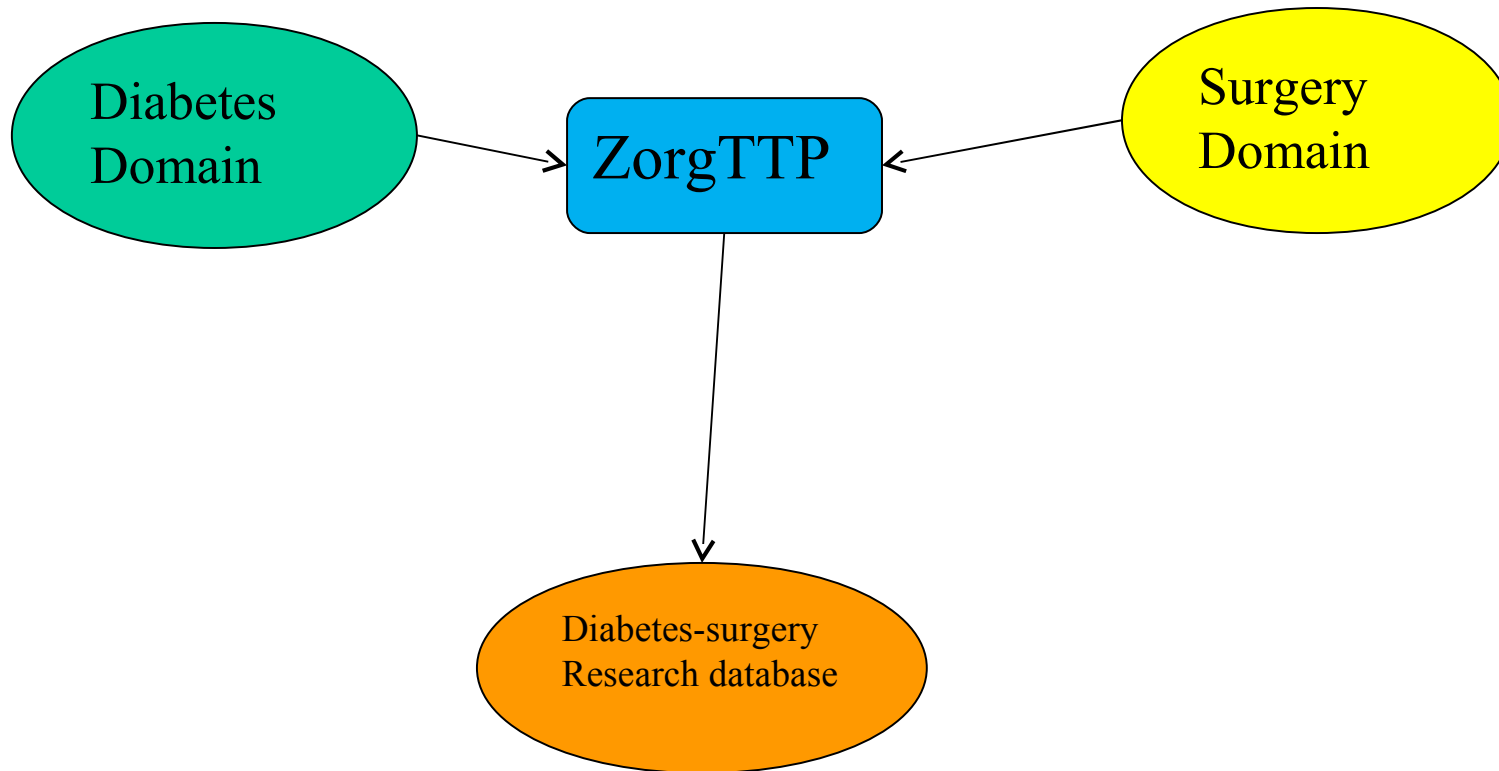 Diabetes
Domain
ZorgTTP
Surgery
Domain
Diabetes-surgery
Research database